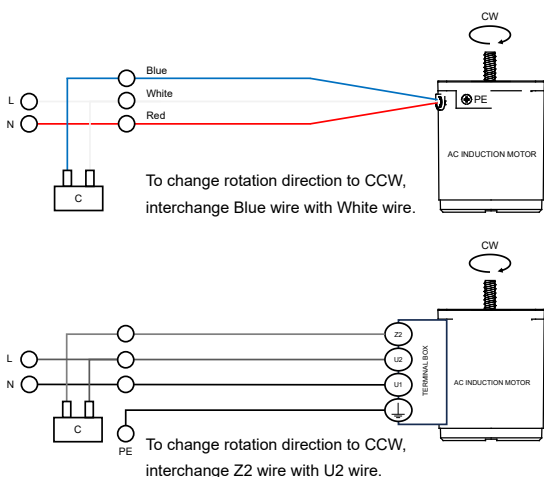 CW
Blue
White
Red
L
N
PE
AC INDUCTION MOTOR
C
To change rotation direction to CCW,
interchange Blue wire with White wire.
CW
Z2
L
U2
N
U1
TERMINAL BOX
AC INDUCTION MOTOR
C
PE
To change rotation direction to CCW,
interchange Z2 wire with U2 wire.